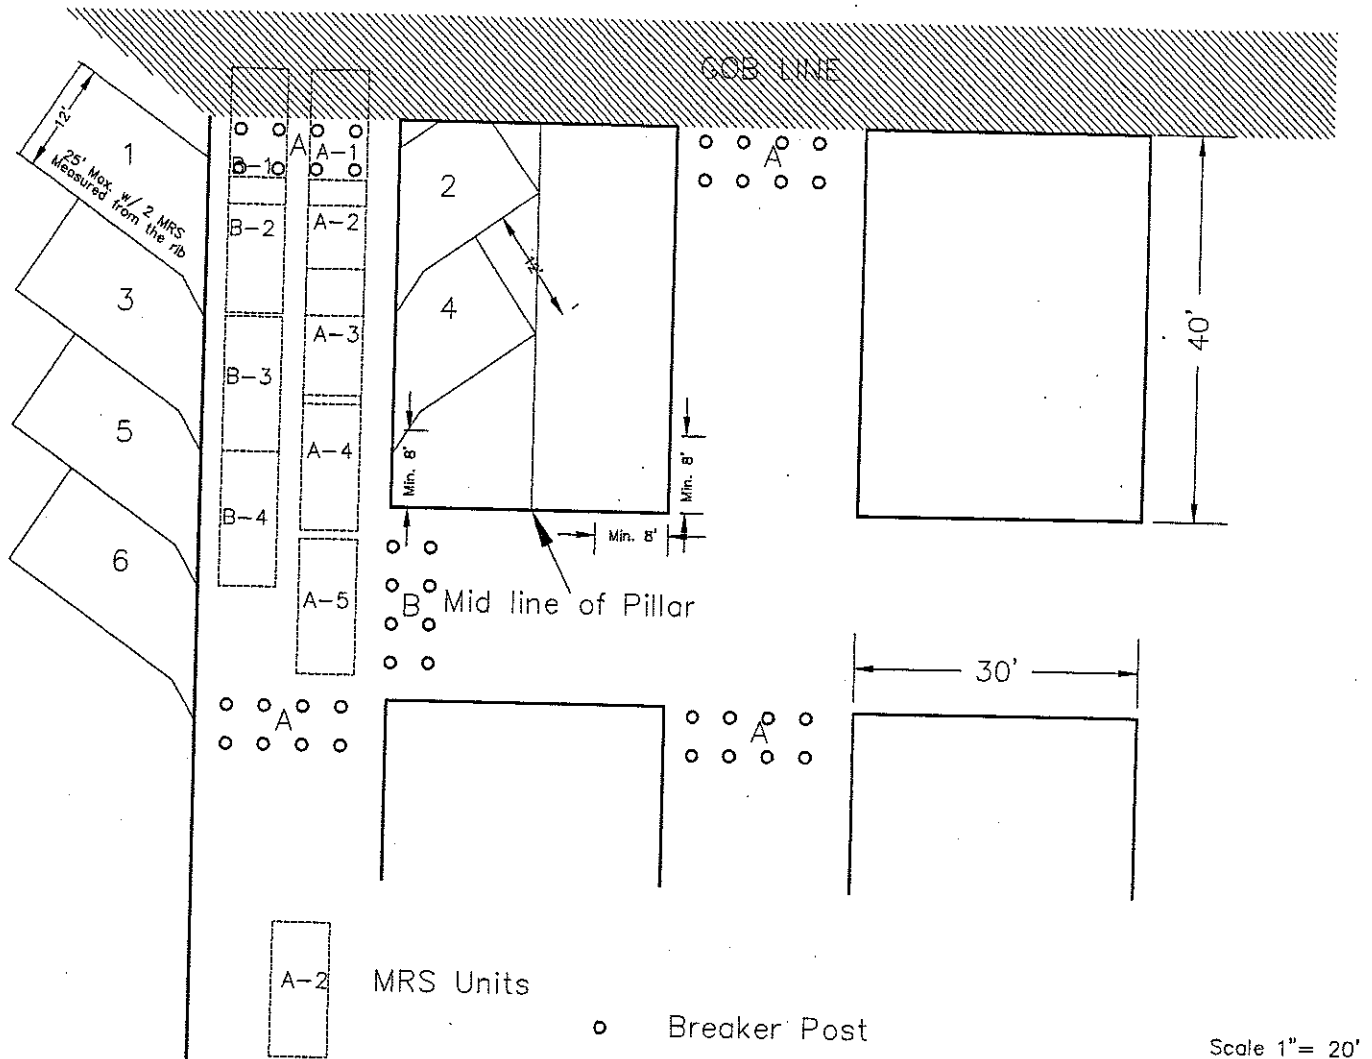 GOB LINE
12'
1
25' Max. w/ 2 MRS
Measured from the rib
B-1
A
A-1
2
A
B-2
A-2
12'
3
4
A-3
40'
B-3
5
A-4
Min. 8'
Min. 8'
B-4
Min. 8'
6
A-5
B
Mid line of Pillar
30'
A
A
A-2
MRS Units
Breaker Post
Scale 1"= 20'